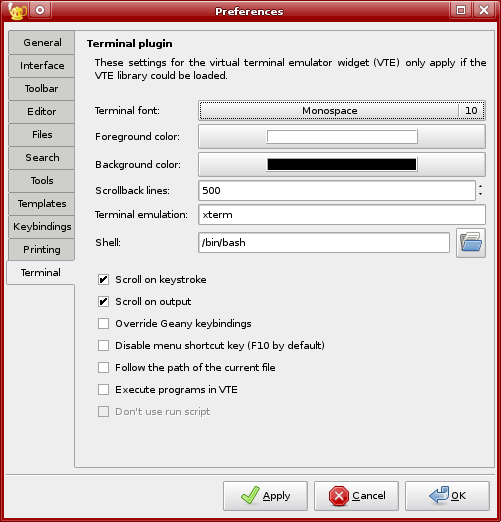 Preferences
General
Interface
Toolbar
Editor
Files
Search
Tools
Templates
Keybindings
Printing
Terminal
Terminal plugin
These settings for the virtual terminal emulator widget (VTE) only apply if the
VTE library could be loaded.
Terminal font: Monospace 10
Foreground color:
Background color:
Scrollback lines: 500
Terminal emulation: xterm
Shell: /bin/bash
Scroll on keystroke
Scroll on output
Override Geany keybindings
Disable menu shortcut key (F10 by default)
Follow the path of the current file
Execute programs in VTE
Don't use run script
Apply Cancel OK